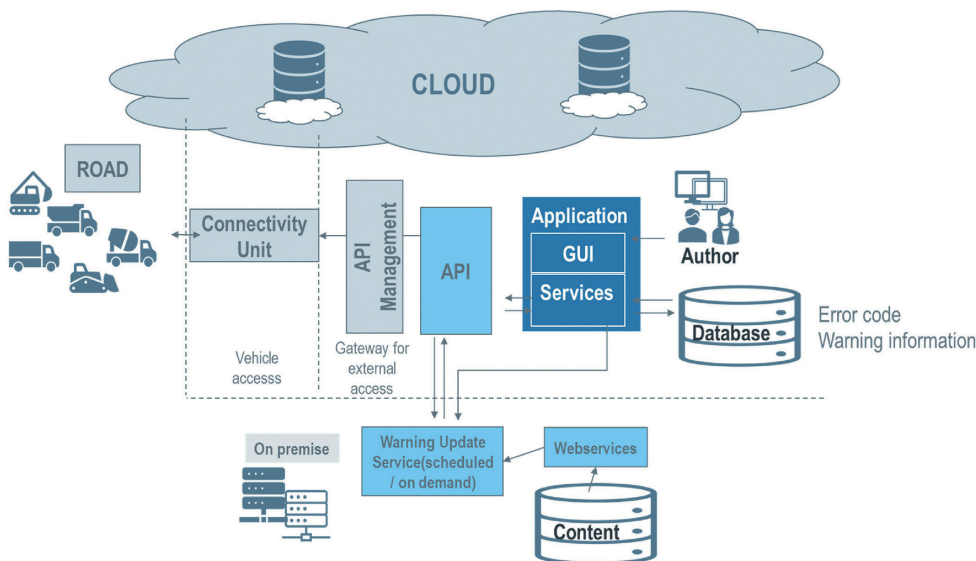 CLOUD
ROAD
Connectivity
Unit
API
Management
API
Application
GUI
Services
Author
Database
Error code
Warning information
Vehicle
accesss
Gateway for
external
access
On premise
Warning Update
Service(scheduled
/ on demand)
Webservices
Content